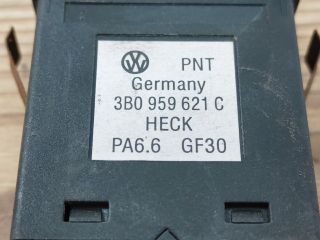 PNT
Germany
3B0 959 621 C
HECK
PA6.6 GF30